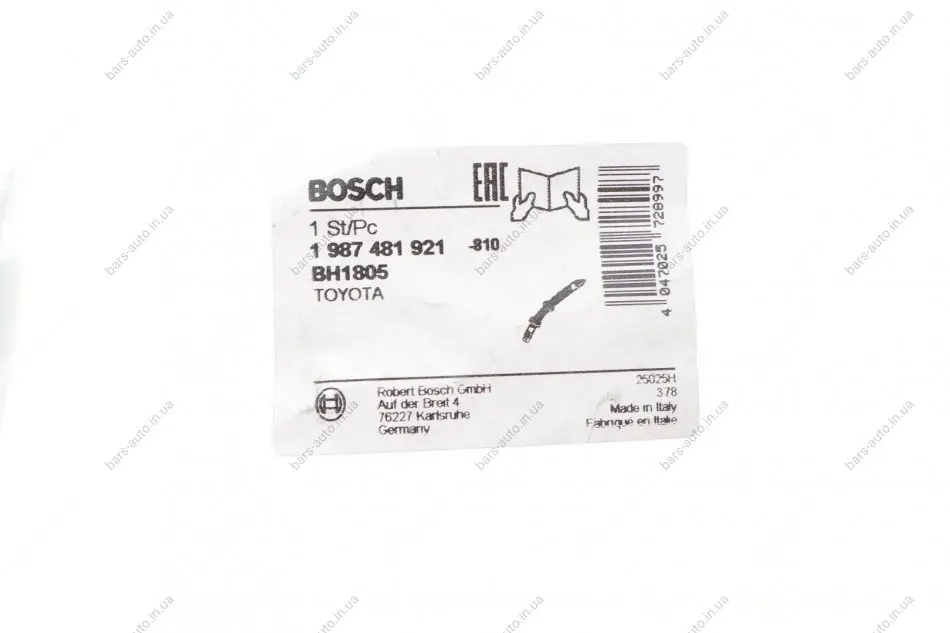 BOSCH
EAC
1 St/Pc
1 987 481 921 -810
BH1805
TOYOTA
4 047025 728997
Robert Bosch GmbH
Auf der Breit 4
76227 Karlsruhe
Germany
25025H
378
Made in Italy
Fabriqué en Italie
bars-auto.in.ua